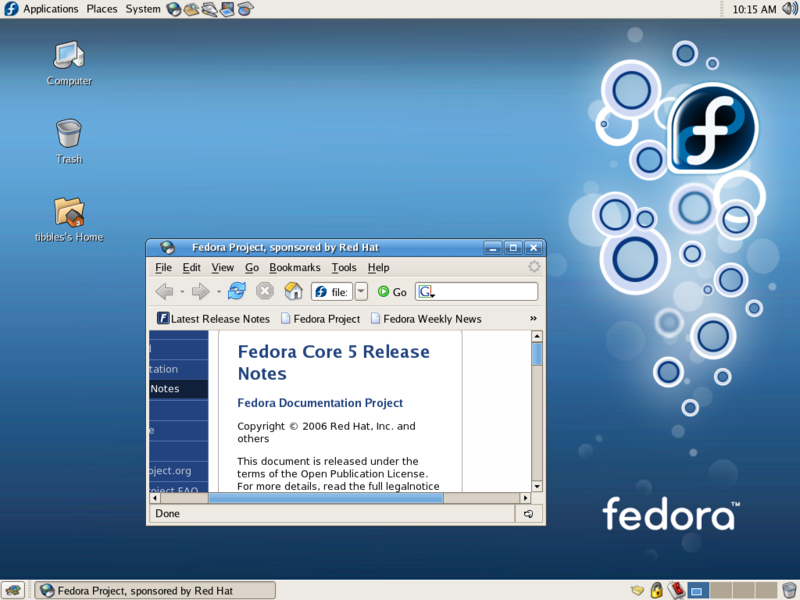 Applications Places System
10:15 AM
Computer
Trash
tibbles's Home
Fedora Project, sponsored by Red Hat
File Edit View Go Bookmarks Tools Help
file: Go G
Latest Release Notes Fedora Project Fedora Weekly News »
tation
Notes
e
oject.org
roject FAQ
Fedora Core 5 Release
Notes
Fedora Documentation Project
Copyright © 2006 Red Hat, Inc. and
others
This document is released under the
terms of the Open Publication License.
For more details, read the full legalnotice
Done
fedora™
Fedora Project, sponsored by Red Hat